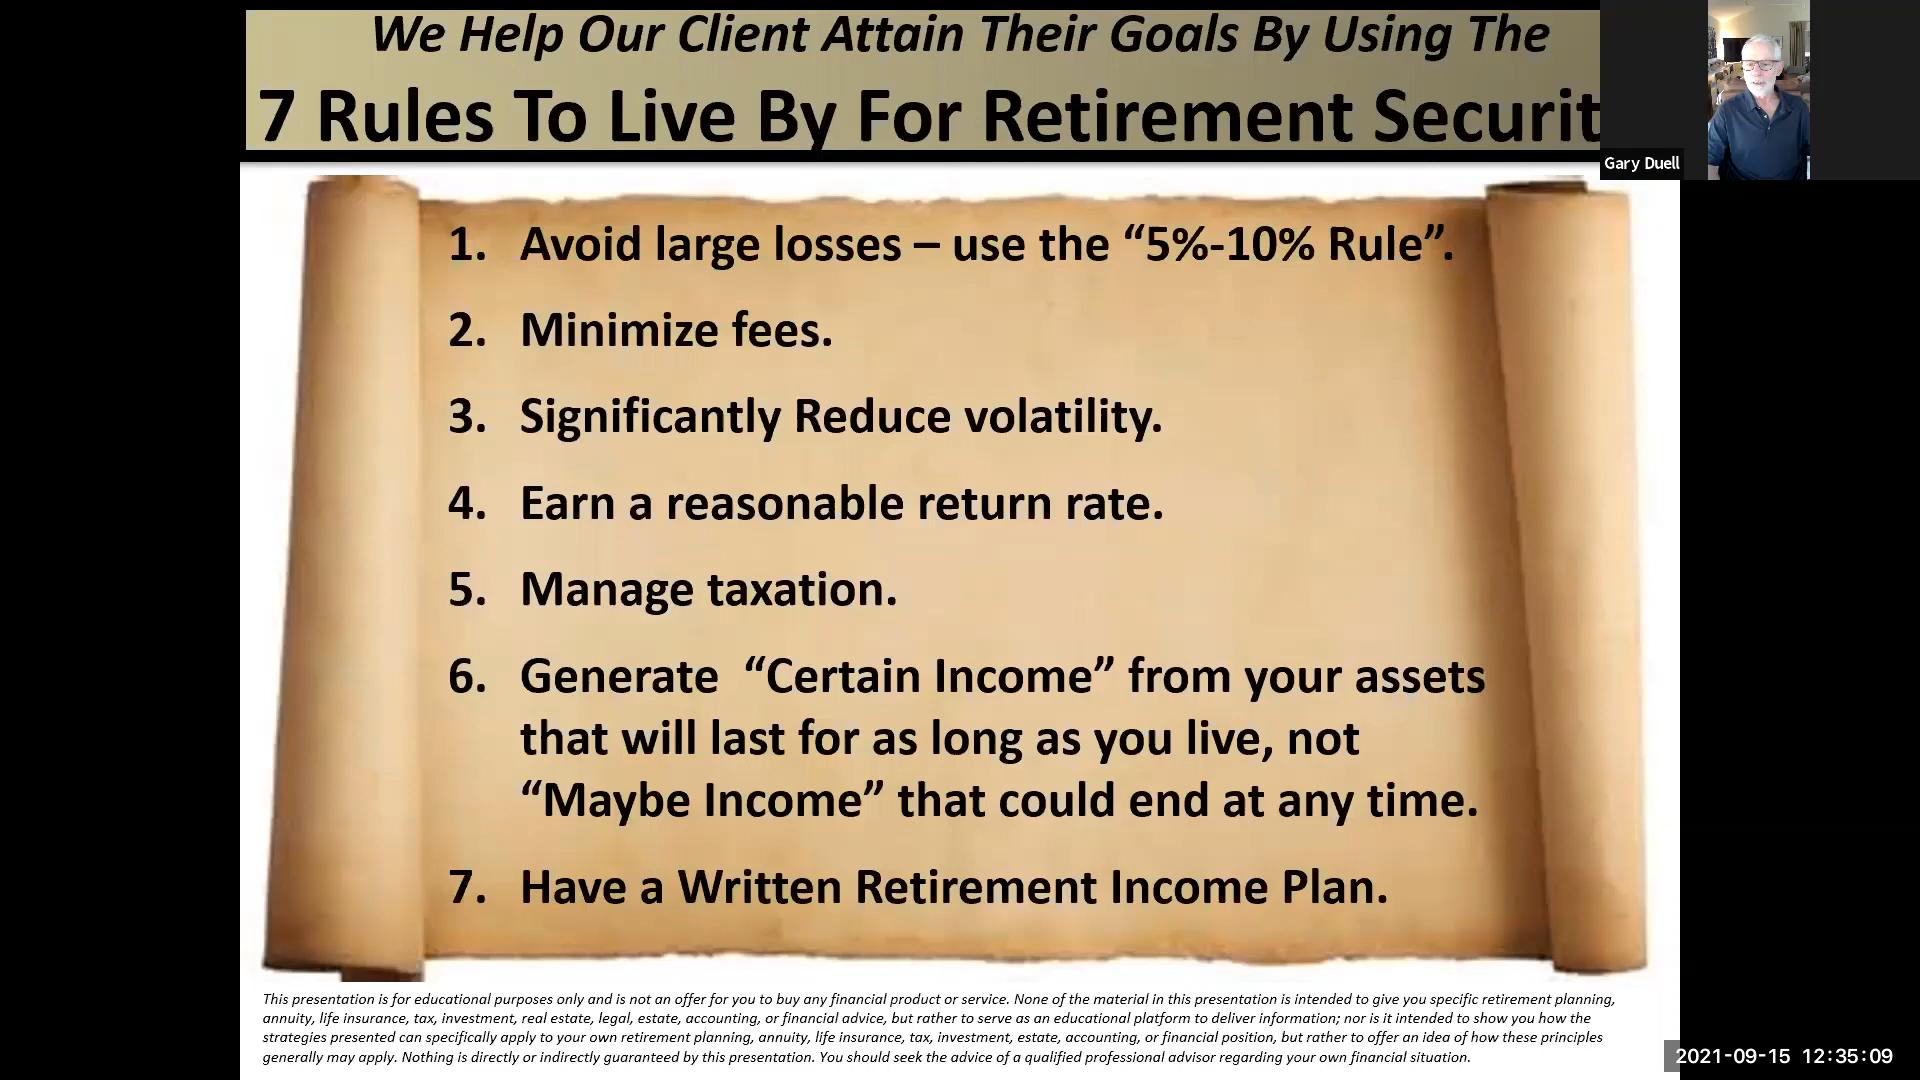 We Help Our Client Attain Their Goals By Using The
7 Rules To Live By For Retirement Securit
Gary Duell
1. Avoid large losses – use the “5%-10% Rule”.
2. Minimize fees.
3. Significantly Reduce volatility.
4. Earn a reasonable return rate.
5. Manage taxation.
6. Generate “Certain Income” from your assets
that will last for as long as you live, not
“Maybe Income” that could end at any time.
7. Have a Written Retirement Income Plan.
This presentation is for educational purposes only and is not an offer for you to buy any financial product or service. None of the material in this presentation is intended to give you specific retirement planning,
annuity, life insurance, tax, investment, real estate, legal, estate, accounting, or financial advice, but rather to serve as an educational platform to deliver information; nor is it intended to show you how the
strategies presented can specifically apply to your own retirement planning, annuity, life insurance, tax, investment, estate, accounting, or financial position, but rather to offer an idea of how these principles
generally may apply. Nothing is directly or indirectly guaranteed by this presentation. You should seek the advice of a qualified professional advisor regarding your own financial situation.
2021-09-15 12:35:09